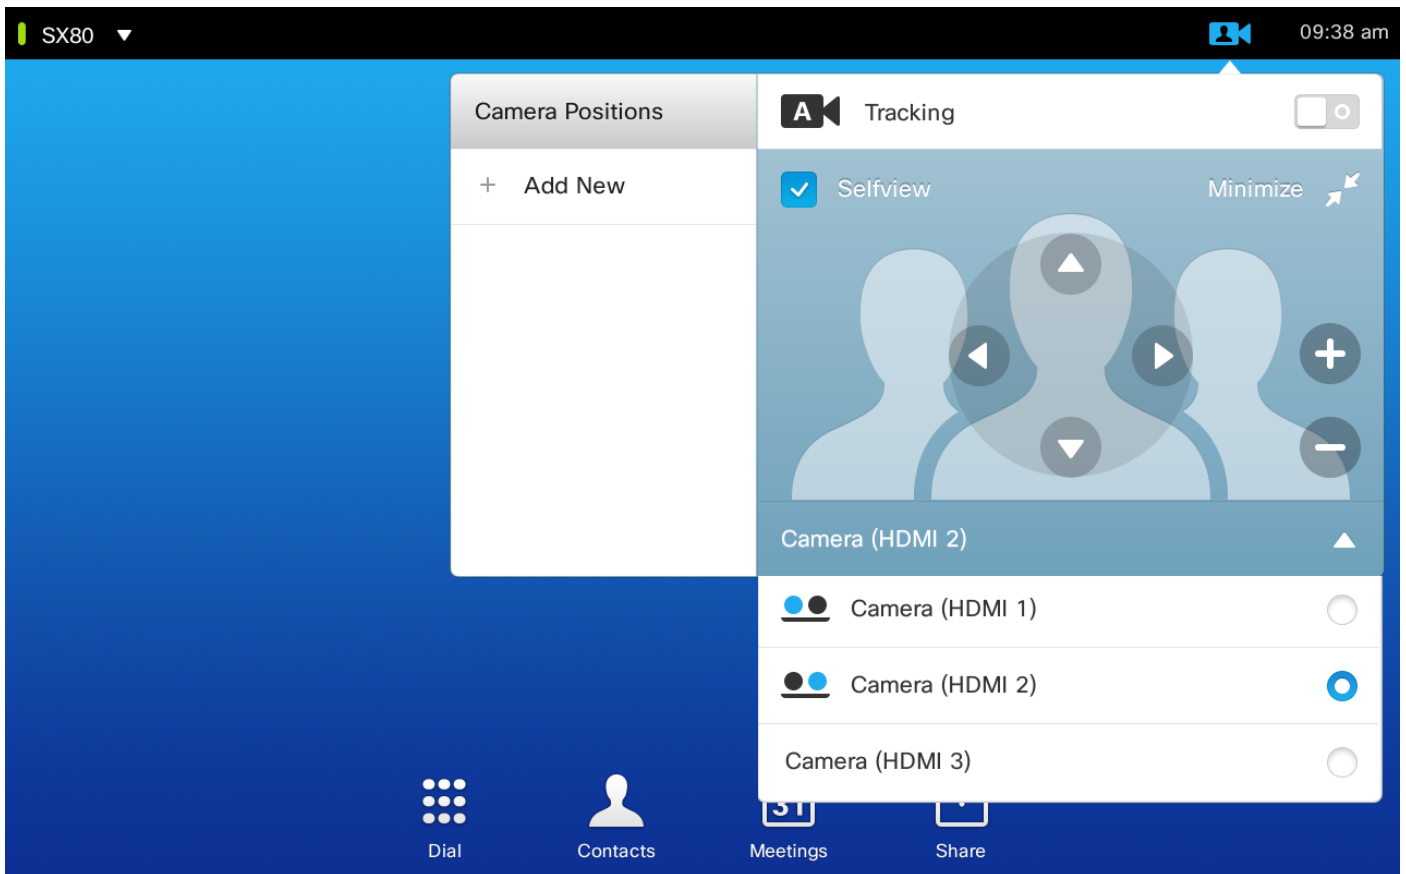 SX80
09:38 am
Camera Positions
Add New
A
Tracking
Selfview
Minimize
Camera (HDMI 2)
Camera (HDMI 1)
Camera (HDMI 2)
Camera (HDMI 3)
31
Dial
Contacts
Meetings
Share